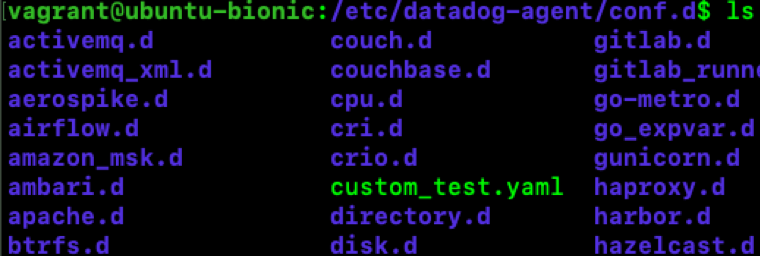 [vagrant@ubuntu-bionic:/etc/datadog-agent/conf.d$ ls
activemq.d couch.d gitlab.d
activemq_xml.d couchbase.d
aerospike.d cpu.d go-metro.d
airflow.d cri.d go_expvar.d
amazon_msk.d crio.d gunicorn.d
ambari.d custom_test.yaml haproxy.d
apache.d directory.d harbor.d
btrfs.d disk.d hazelcast.d